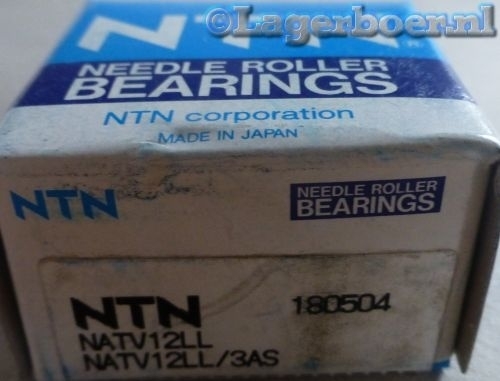 ©Lagerboer.nl
NTN
NEEDLE ROLLER
BEARINGS
NTN corporation
MADE IN JAPAN
NTN
NEEDLE ROLLER
BEARINGS
NTN 180504
NATV12LL
NATV12LL/3AS